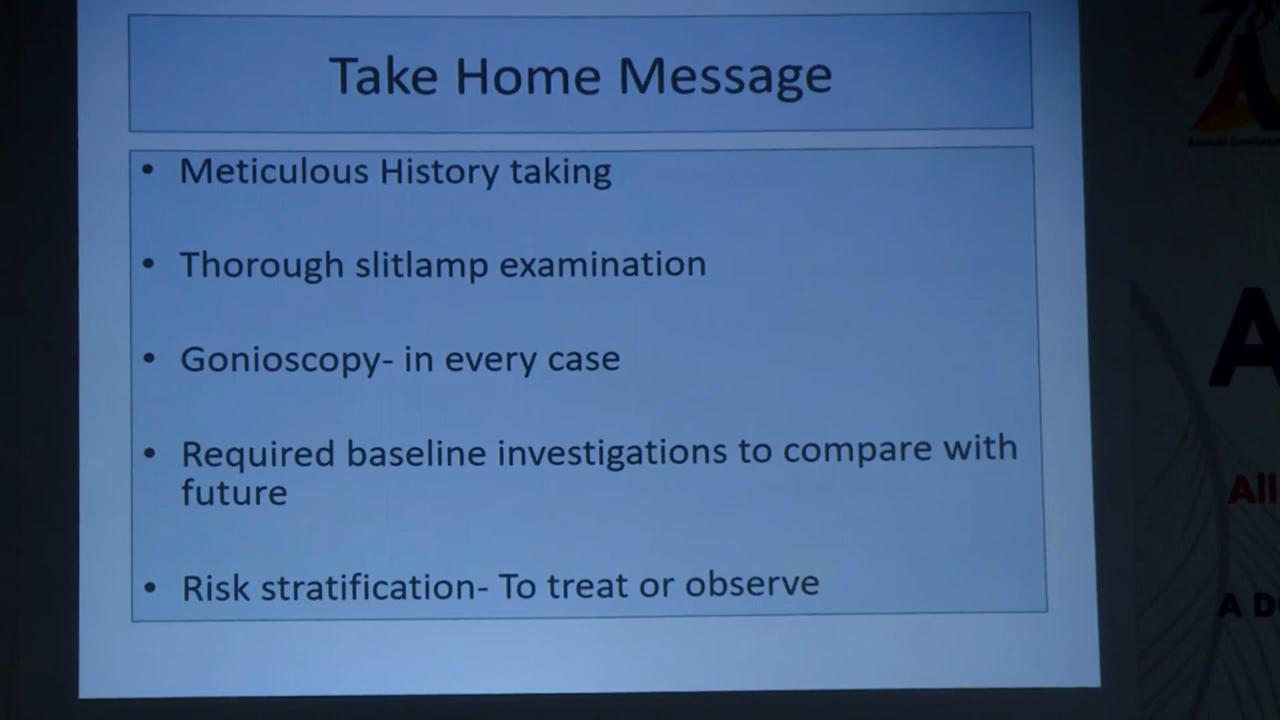 Take Home Message
• Meticulous History taking
• Thorough slitlamp examination
• Gonioscopy- in every case
• Required baseline investigations to compare with
future
• Risk stratification- To treat or observe
A
All
A D